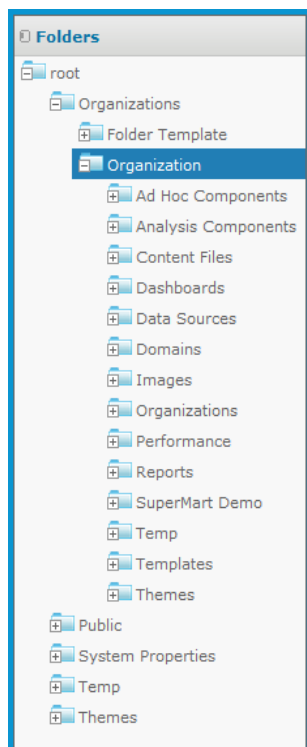 Folders
root
Organizations
Folder Template
Organization
Ad Hoc Components
Analysis Components
Content Files
Dashboards
Data Sources
Domains
Images
Organizations
Performance
Reports
SuperMart Demo
Temp
Templates
Themes
Public
System Properties
Temp
Themes